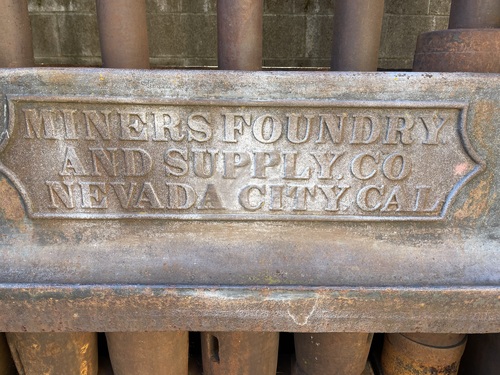 MINERS FOUNDRY
AND SUPPLY CO
NEVADA CITY. CAL